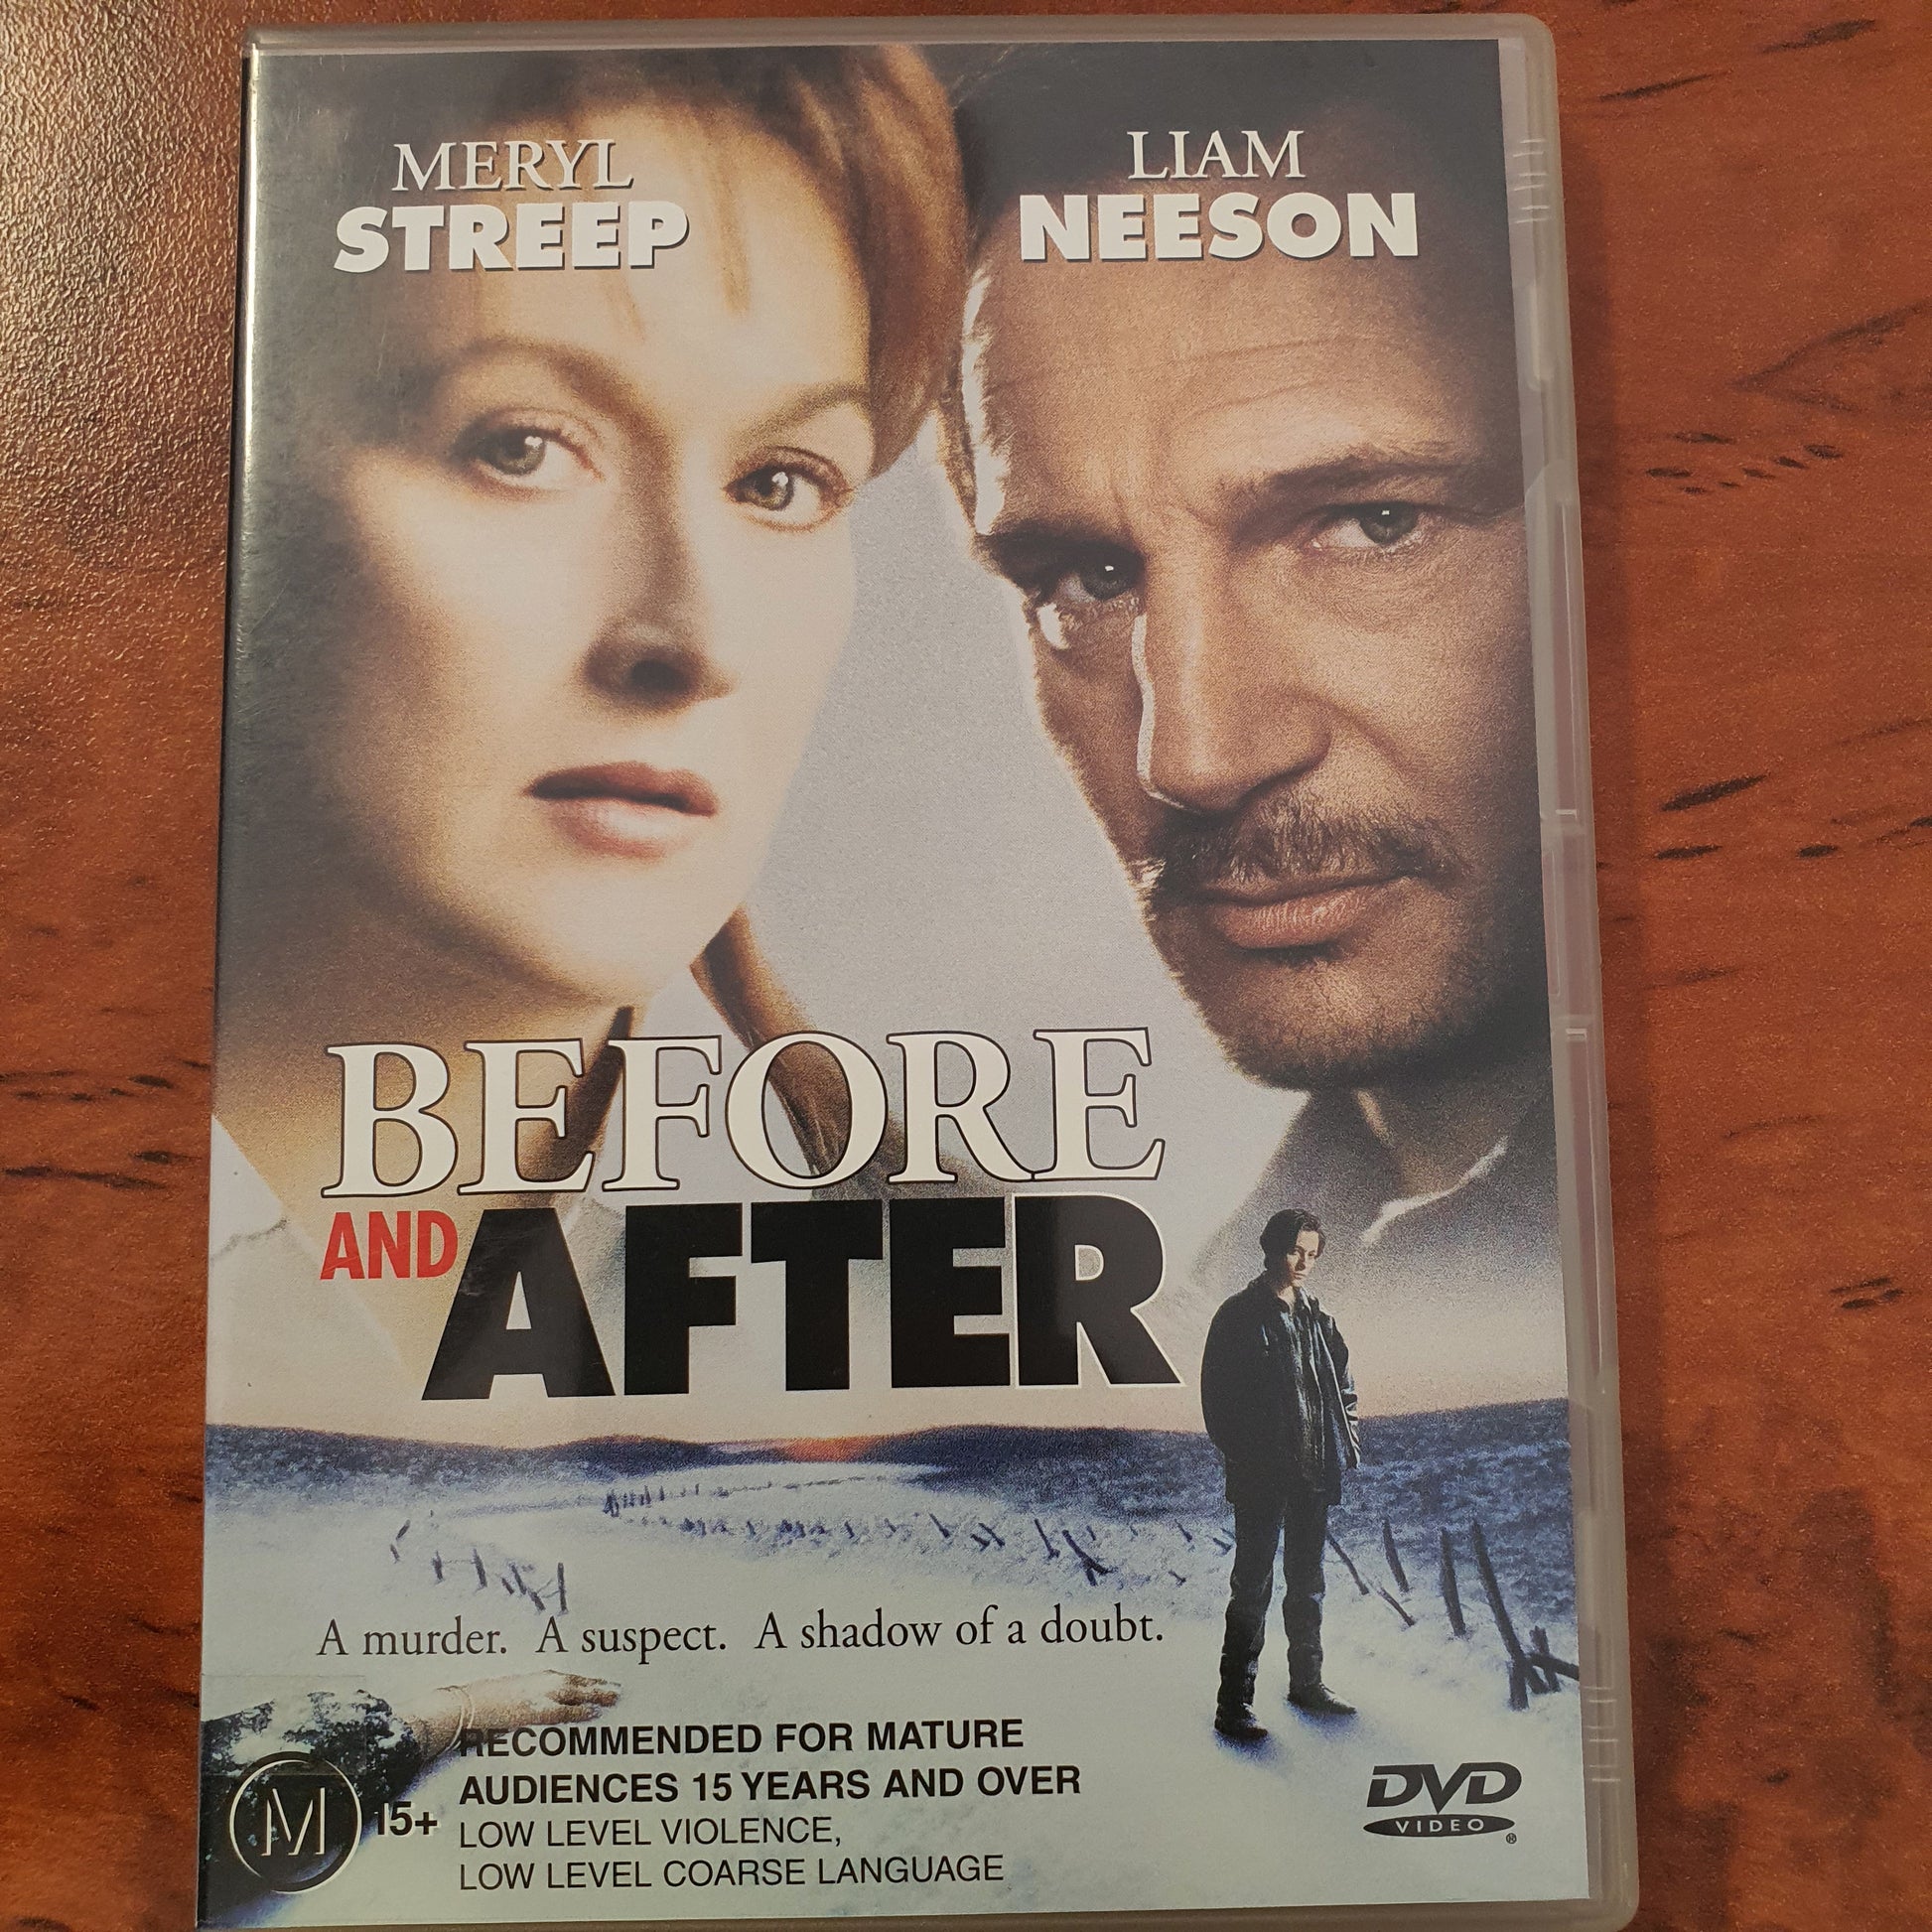 MERYL
STREEP
LIAM
NEESON
BEFORE
AND AFTER
A murder. A suspect. A shadow of a doubt.
RECOMMENDED FOR MATURE
AUDIENCES 15 YEARS AND OVER
M 15+
LOW LEVEL VIOLENCE,
LOW LEVEL COARSE LANGUAGE
DVD
VIDEO
®